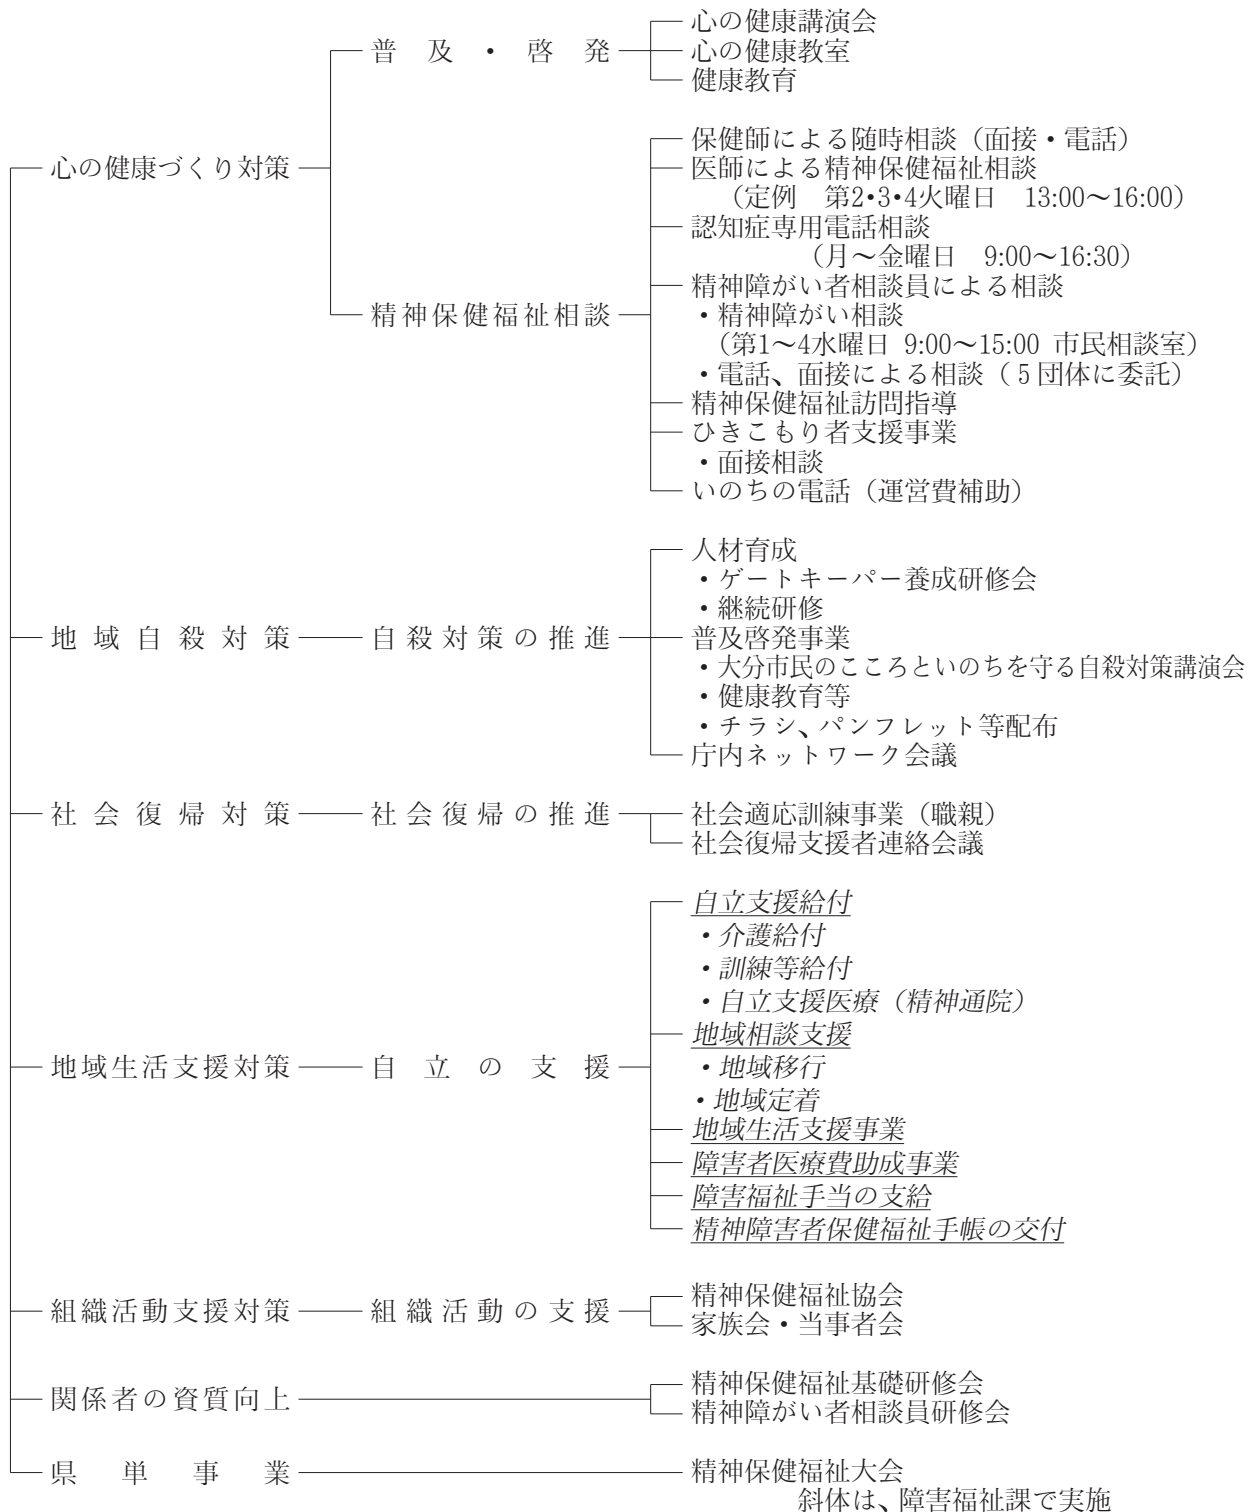 心の健康講演会
普及・啓発
心の健康教室
健康教育
保健師による随時相談（面接・電話）
心の健康づくり対策
医師による精神保健福祉相談
（定例　第2・3・4火曜日　13:00〜16:00）
認知症専用電話相談
（月〜金曜日　9:00〜16:30）
精神障がい者相談員による相談
精神保健福祉相談
・精神障がい相談
（第1〜4水曜日 9:00〜15:00 市民相談室）
・電話、面接による相談（５団体に委託）
精神保健福祉訪問指導
ひきこもり者支援事業
・面接相談
いのちの電話（運営費補助）
人材育成
・ゲートキーパー養成研修会
・継続研修
地域自殺対策
自殺対策の推進
普及啓発事業
・大分市民のこころといのちを守る自殺対策講演会
・健康教育等
・チラシ、パンフレット等配布
庁内ネットワーク会議
社会復帰対策
社会復帰の推進
社会適応訓練事業（職親）
社会復帰支援者連絡会議
自立支援給付
・介護給付
・訓練等給付
・自立支援医療（精神通院）
地域相談支援
地域生活支援対策
自立の支援
・地域移行
・地域定着
地域生活支援事業
障害者医療費助成事業
障害福祉手当の支給
精神障害者保健福祉手帳の交付
組織活動支援対策
組織活動の支援
精神保健福祉協会
家族会・当事者会
関係者の資質向上
精神保健福祉基礎研修会
精神障がい者相談員研修会
県単事業
精神保健福祉大会
斜体は、障害福祉課で実施